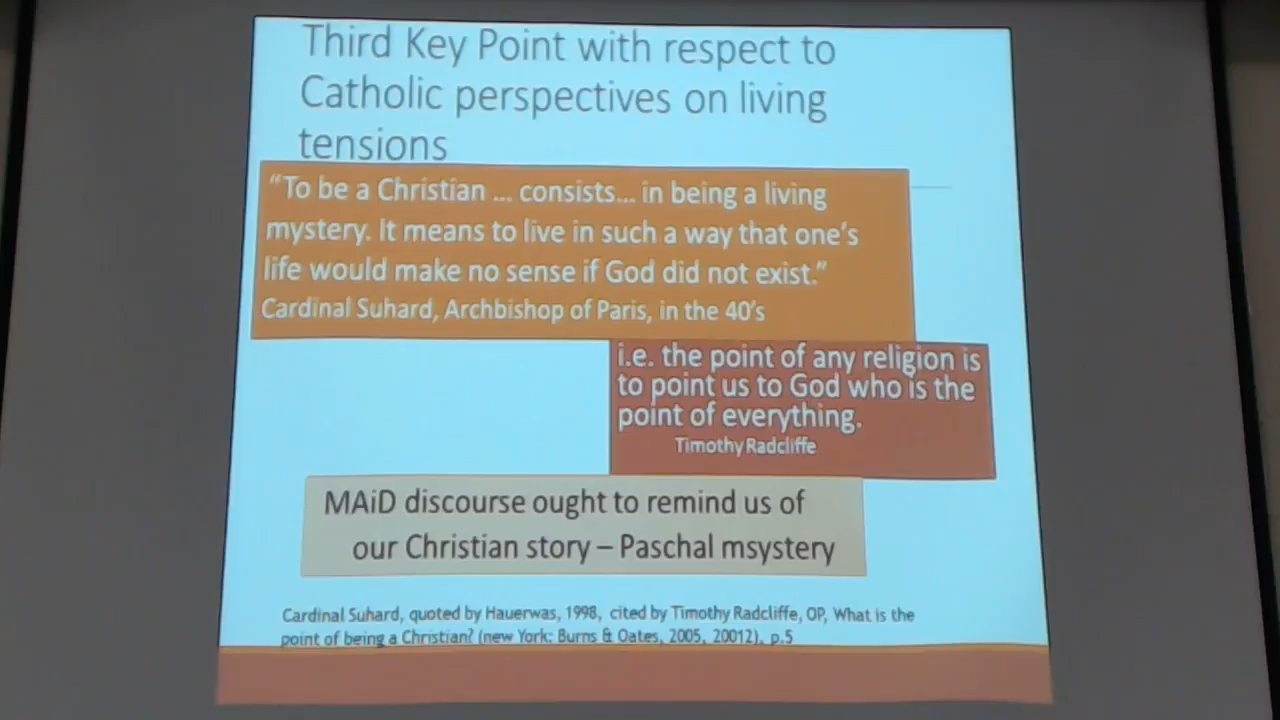 Third Key Point with respect to
Catholic perspectives on living
tensions
“To be a Christian ... consists... in being a living
mystery. It means to live in such a way that one’s
life would make no sense if God did not exist.”
Cardinal Suhard, Archbishop of Paris, in the 40’s
i.e. the point of any religion is
to point us to God who is the
point of everything.
Timothy Radcliffe
MAiD discourse ought to remind us of
our Christian story – Paschal msystery
Cardinal Suhard, quoted by Hauerwas, 1998, cited by Timothy Radcliffe, OP, What is the
point of being a Christian? (new York: Burns & Oates, 2005, 20012), p.5